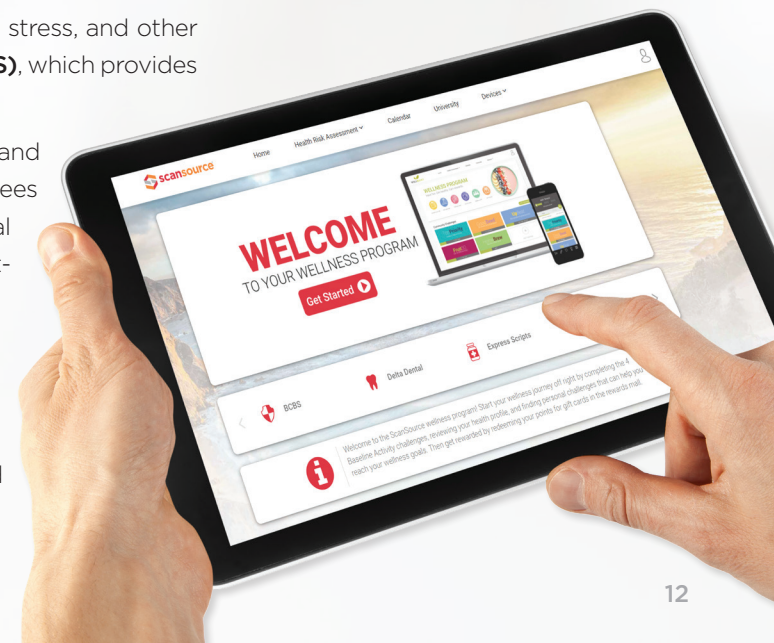 stress, and other
S), which provides
and
ees
al
t-
scansource
Home Health Risk Assessment Calendar University Devices
WELLNESS PROGRAM
WELCOME
TO YOUR WELLNESS PROGRAM
Get Started
BCBS Delta Dental Express Scripts
Welcome to the ScanSource wellness program! Start your wellness journey off right by completing the 4
Baseline Activity challenges, reviewing your health profile, and finding personal challenges that can help you
reach your wellness goals. Then get rewarded by redeeming your points for gift cards in the rewards mall.
12